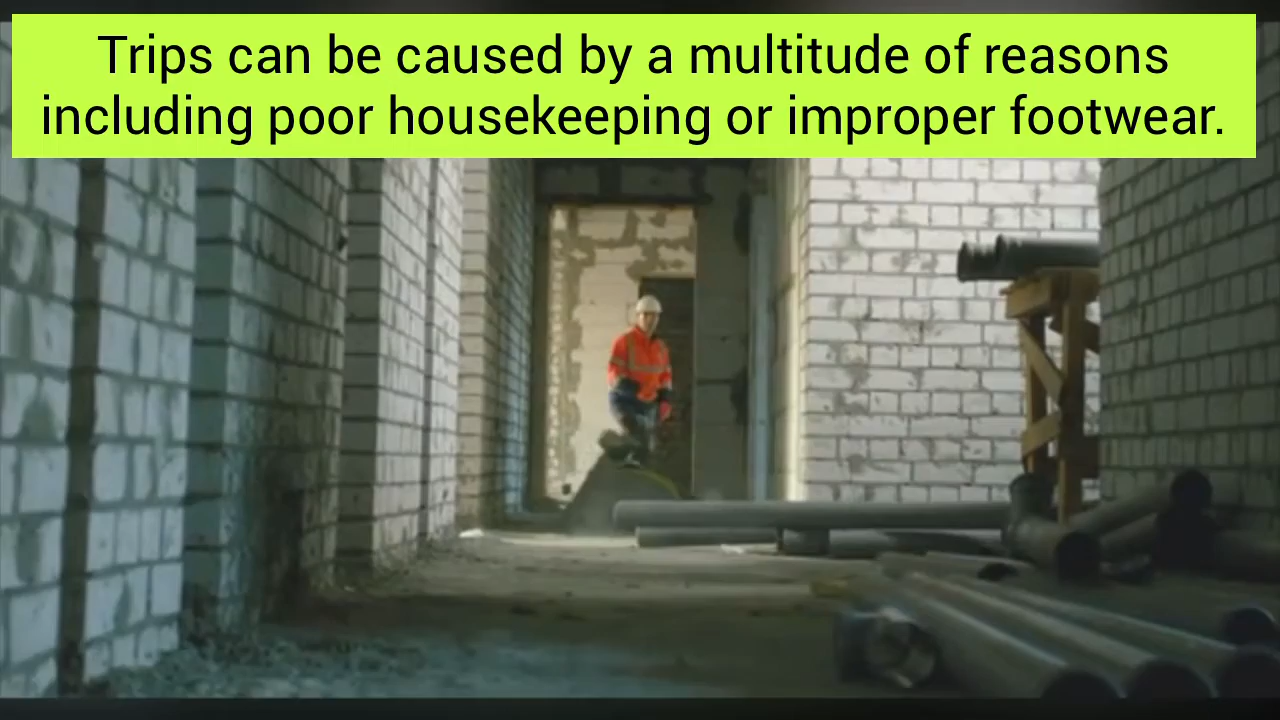 Trips can be caused by a multitude of reasons
including poor housekeeping or improper footwear.